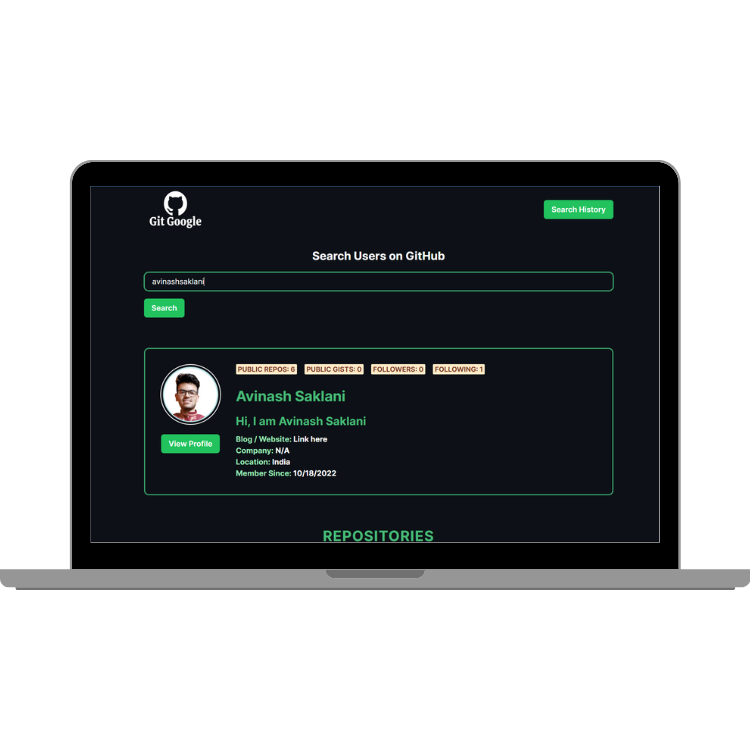 Git Google
Search History
Search Users on GitHub
avinashsaklani
Search
PUBLIC REPOS: 6 PUBLIC GISTS: 0 FOLLOWERS: 0 FOLLOWING: 1
Avinash Saklani
Hi, I am Avinash Saklani
View Profile
Blog / Website: Link here
Company: N/A
Location: India
Member Since: 10/18/2022
REPOSITORIES